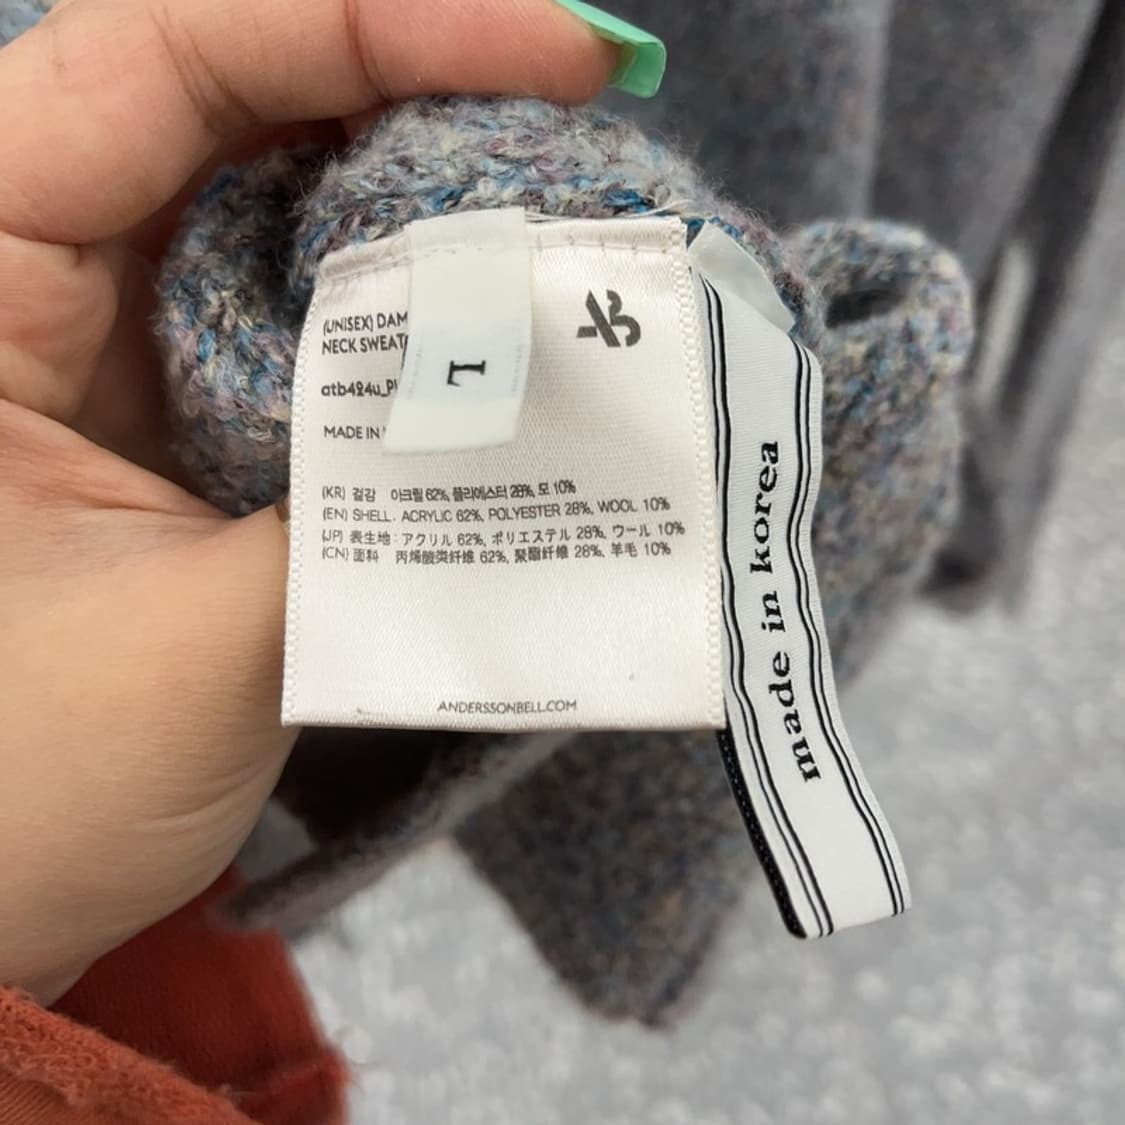 (UNISEX) DAM
NECK SWEAT
atb424u_P
MADE IN
L
(KR) 겉감 아크릴 62%, 폴리에스터 28%, 모 10%
(EN) SHELL. ACRYLIC 62%, POLYESTER 28%, WOOL 10%
(JP) 表生地: アクリル 62%, ポリエステル 28%, ウール 10%
(CN) 面料 丙烯酸类纤维 62%, 聚酯纤维 28%, 羊毛 10%
ANDERSSONBELL.COM
made in korea